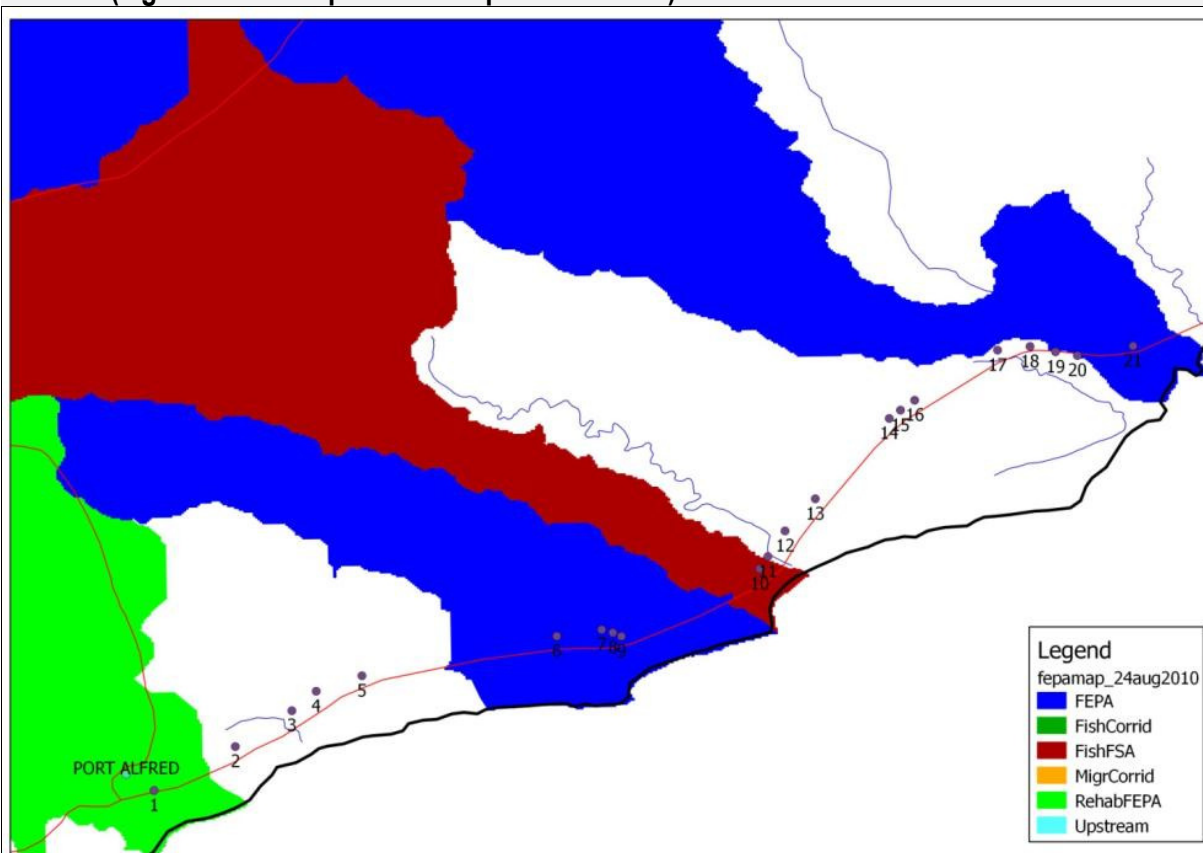 17 18 19 20 21
14 15 16
13
12
11
10
6 7 8 9
5
4
3
2
PORT ALFRED
1
Legend
fepamap_24aug2010
FEPA
FishCorrid
FishFSA
MigrCorrid
RehabFEPA
Upstream